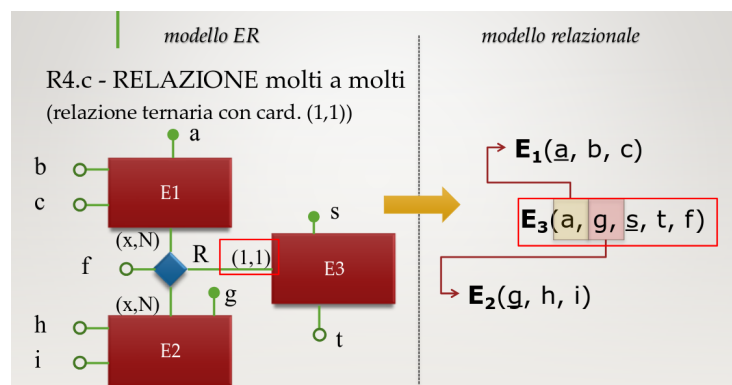 modello ER
modello relazionale
R4.c - RELAZIONE molti a molti
(relazione ternaria con card. (1,1))
a
b
E1
c
E₁(a, b, c)
s
E₃(a, g, s, t, f)
(x,N)
R
(1,1)
E3
f
(x,N)
g
E₂(g, h, i)
h
t
E2
i